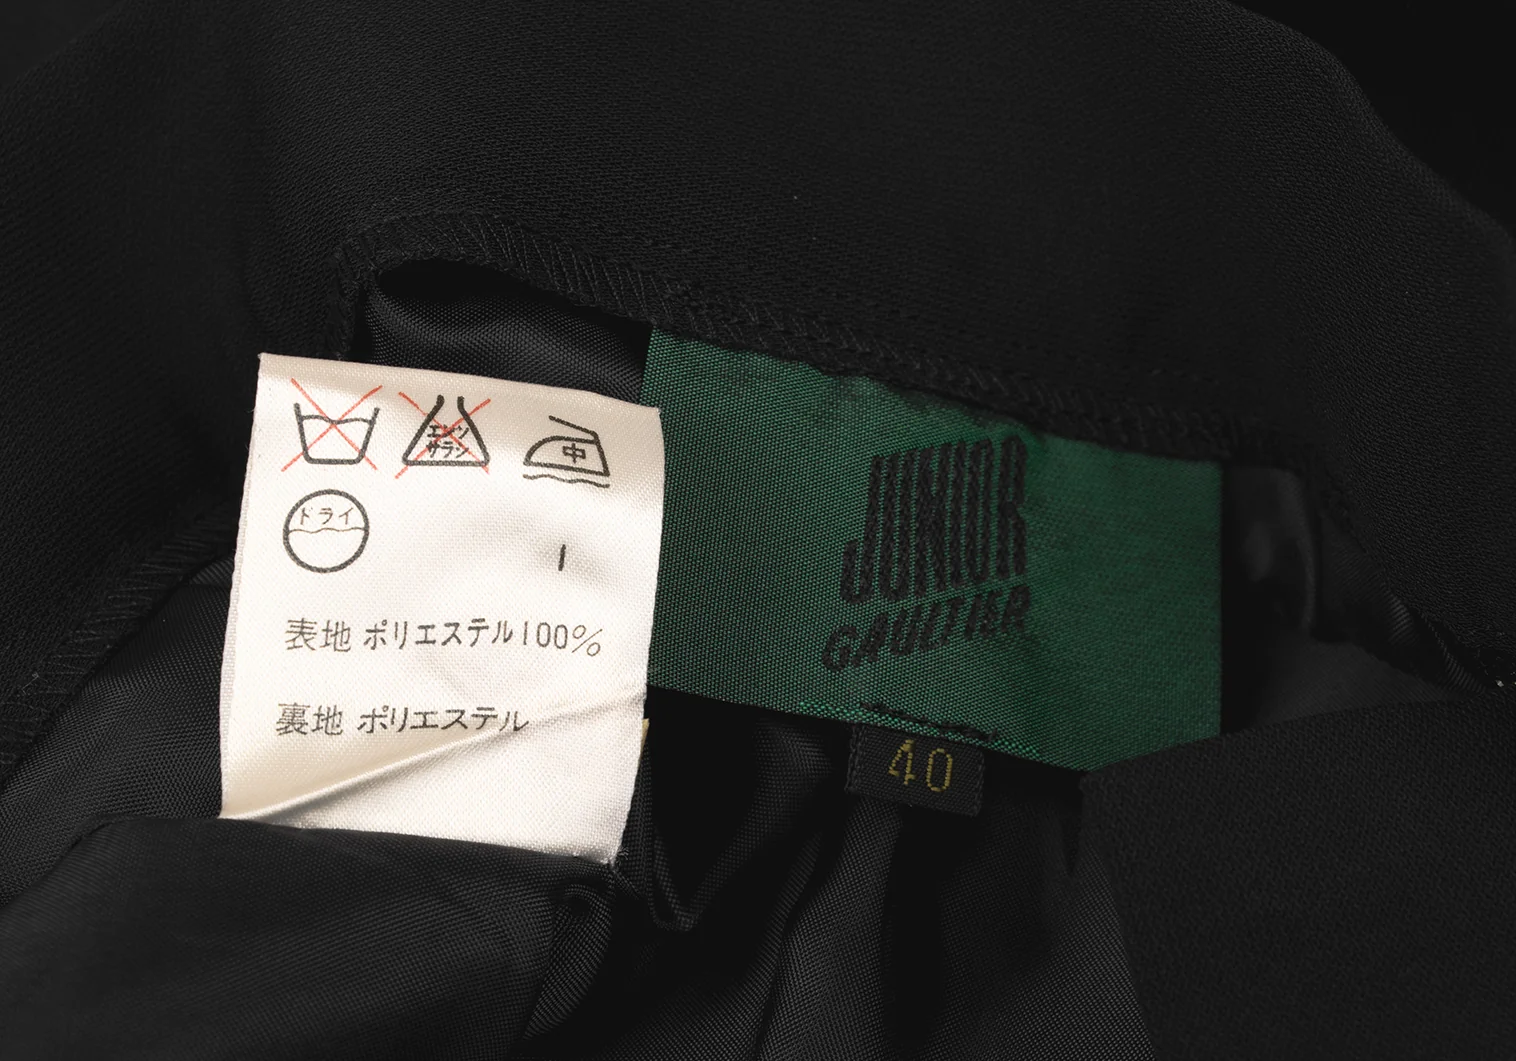 エンソ
サラシ
中
ドライ
表地 ポリエステル100%
裏地 ポリエステル
JUNIOR
GAULTIER
40